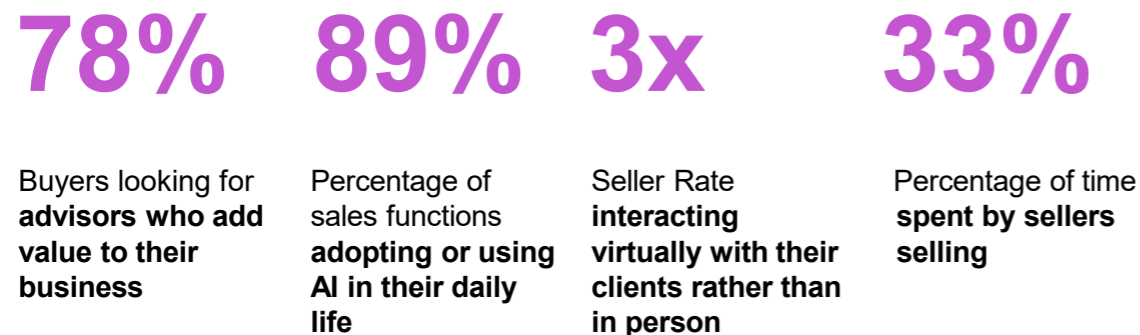 78%
Buyers looking for
advisors who add
value to their
business
89%
Percentage of
sales functions
adopting or using
AI in their daily
life
3x
Seller Rate
interacting
virtually with their
clients rather than
in person
33%
Percentage of time
spent by sellers
selling